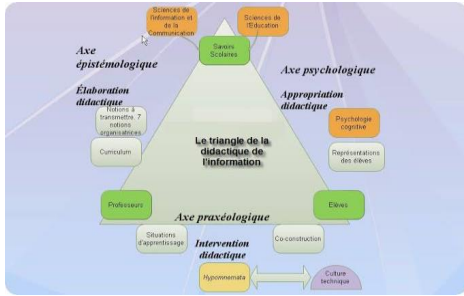 Sciences de
l'information et
de la
Communication
Sciences de
l'Education
Savoirs
Scolaires
Axe
épistémologique
Axe psychologique
Élaboration
didactique
Appropriation
didactique
Notions à
transmettre. 7
notions
organisatrices
Psychologie
cognitive
Curriculum
Représentations
des élèves
Le triangle de la
didactique de
l'information
Professeurs
Elèves
Axe praxéologique
Situations
d'apprentissage
Co-construction
Intervention
didactique
Hypomnemata
Culture
technique